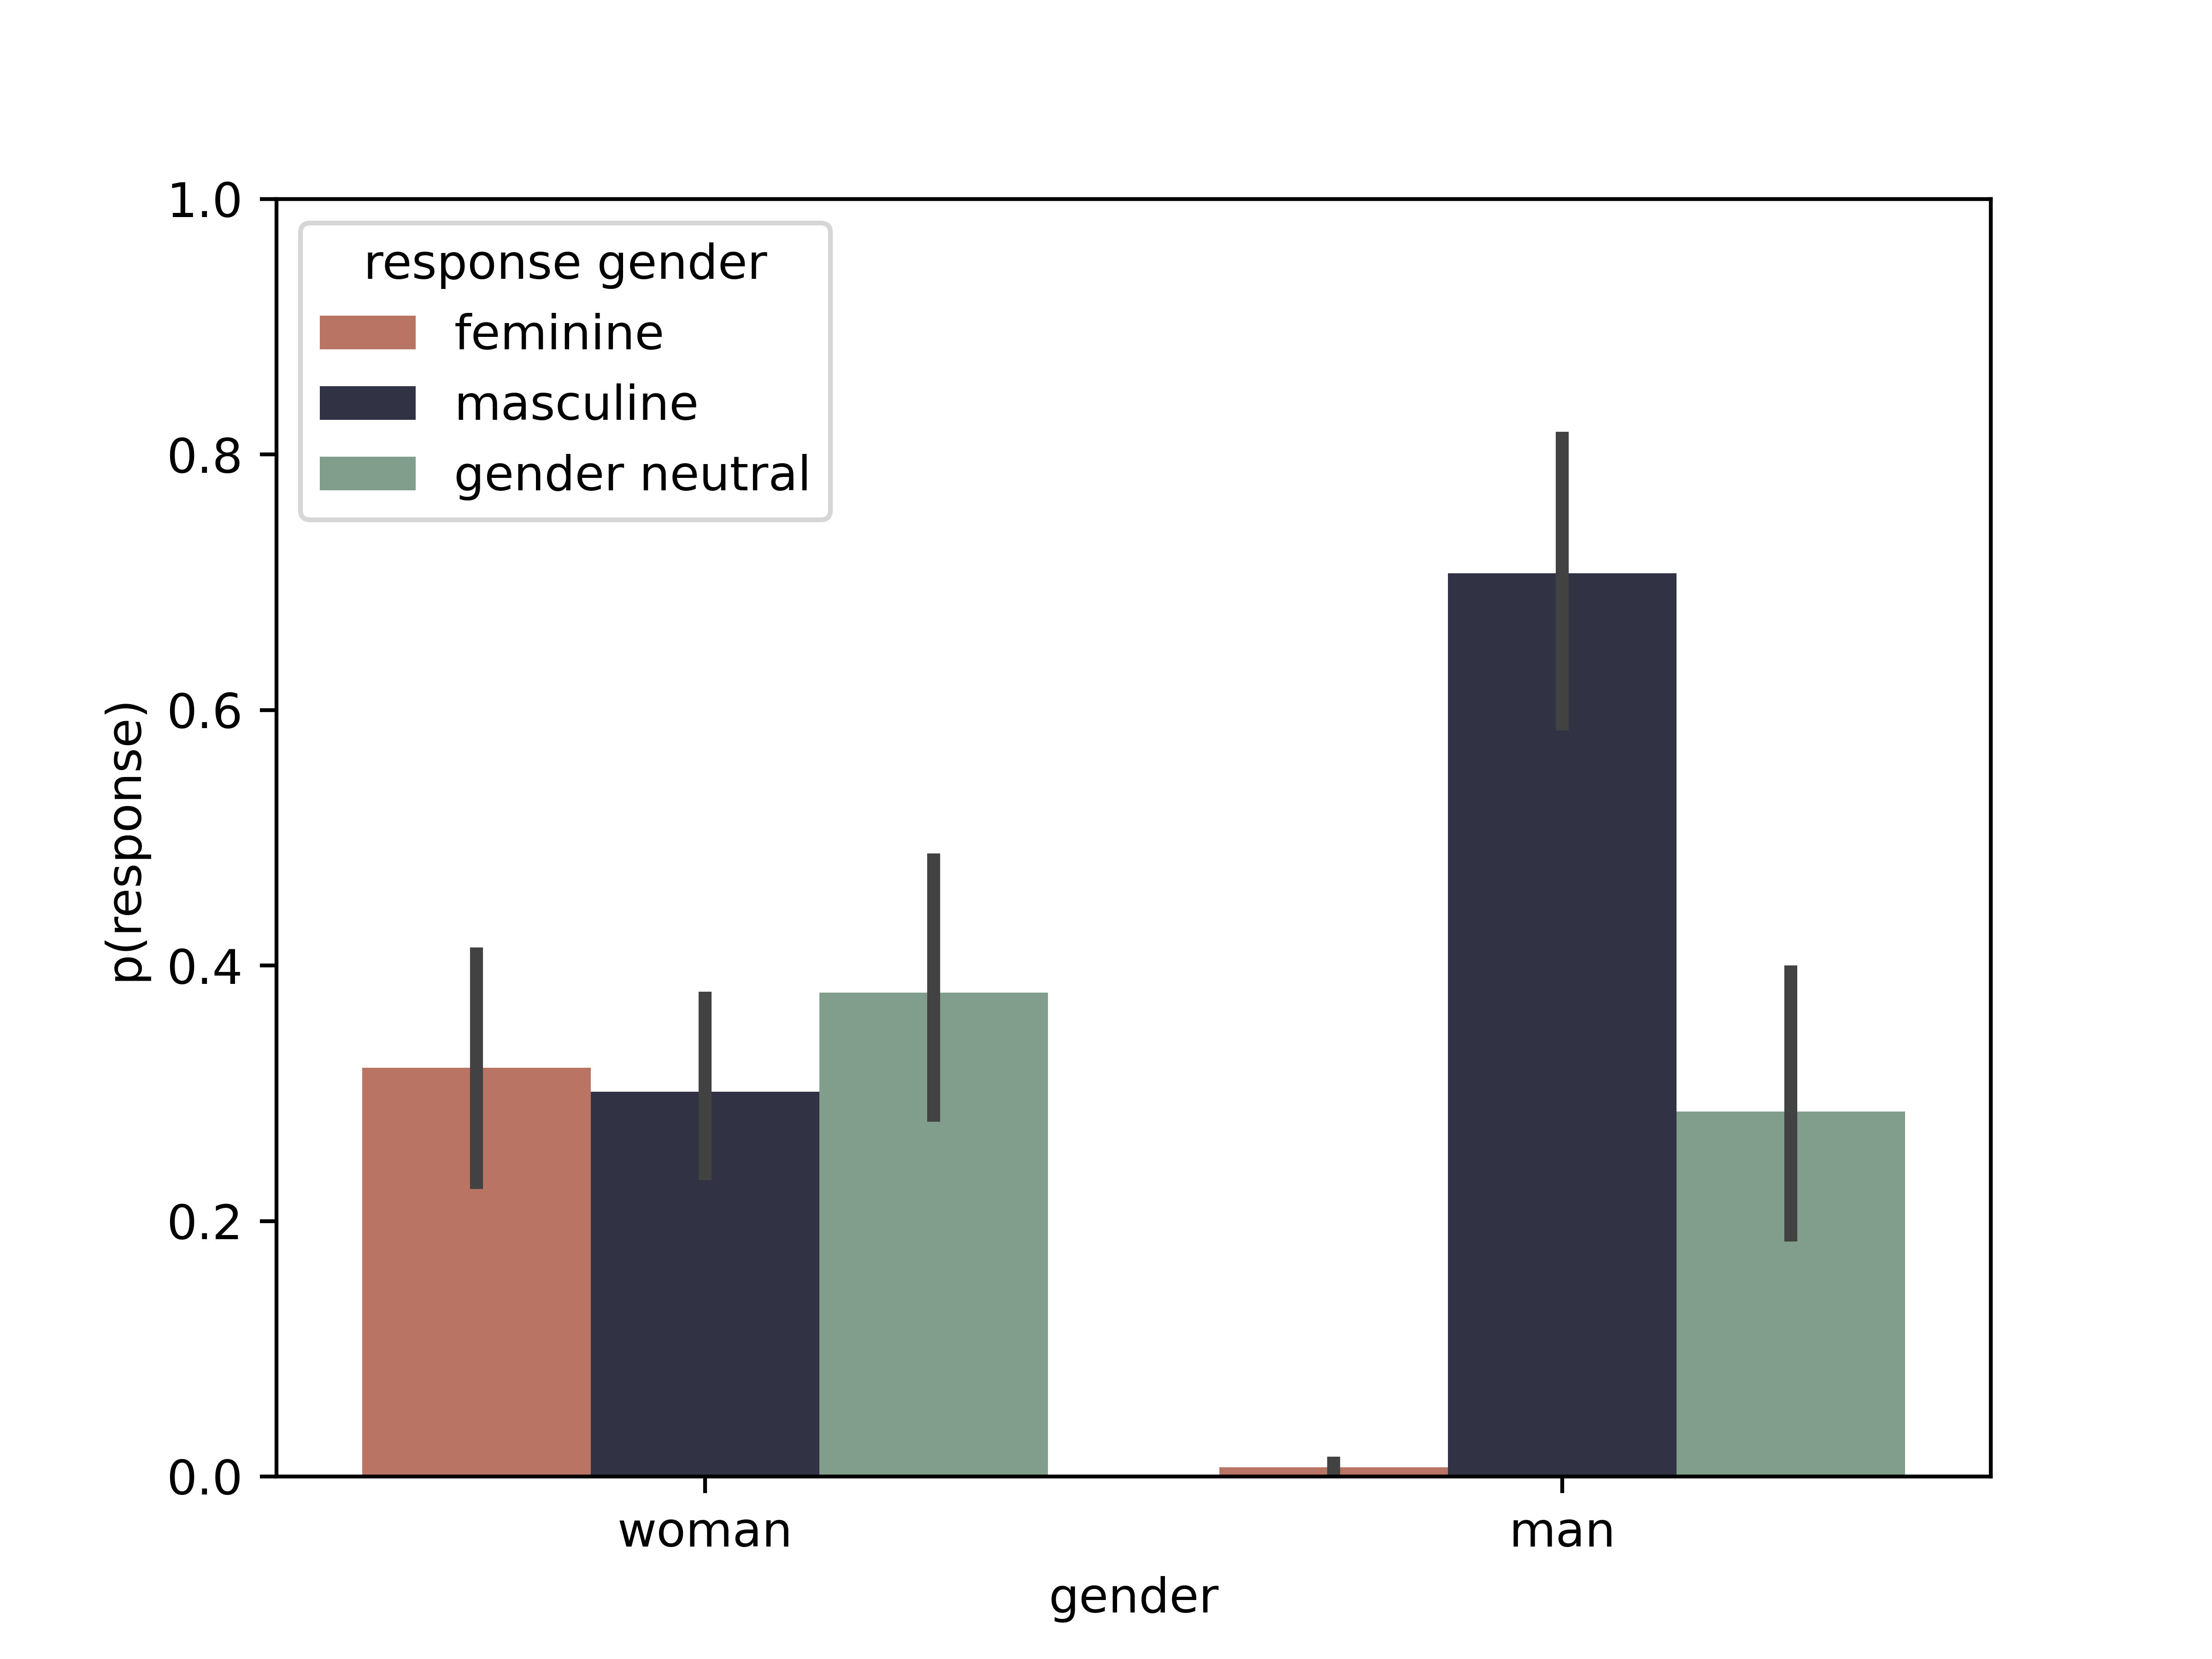 1.0
response gender
feminine
masculine
gender neutral
0.8
0.6
p(response)
0.4
0.2
0.0
woman
man
gender